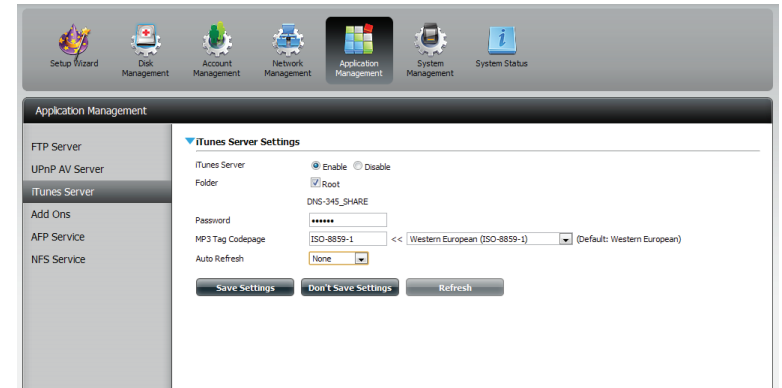 Setup Wizard
Disk Management
Account Management
Network Management
Application Management
System Management
System Status
Application Management
FTP Server
UPnP AV Server
iTunes Server
Add Ons
AFP Service
NFS Service
iTunes Server Settings
iTunes Server Enable Disable
Folder Root
DNS-345_SHARE
Password ••••••
MP3 Tag Codepage ISO-8859-1 << Western European (ISO-8859-1) (Default: Western European)
Auto Refresh None
Save Settings Don't Save Settings Refresh